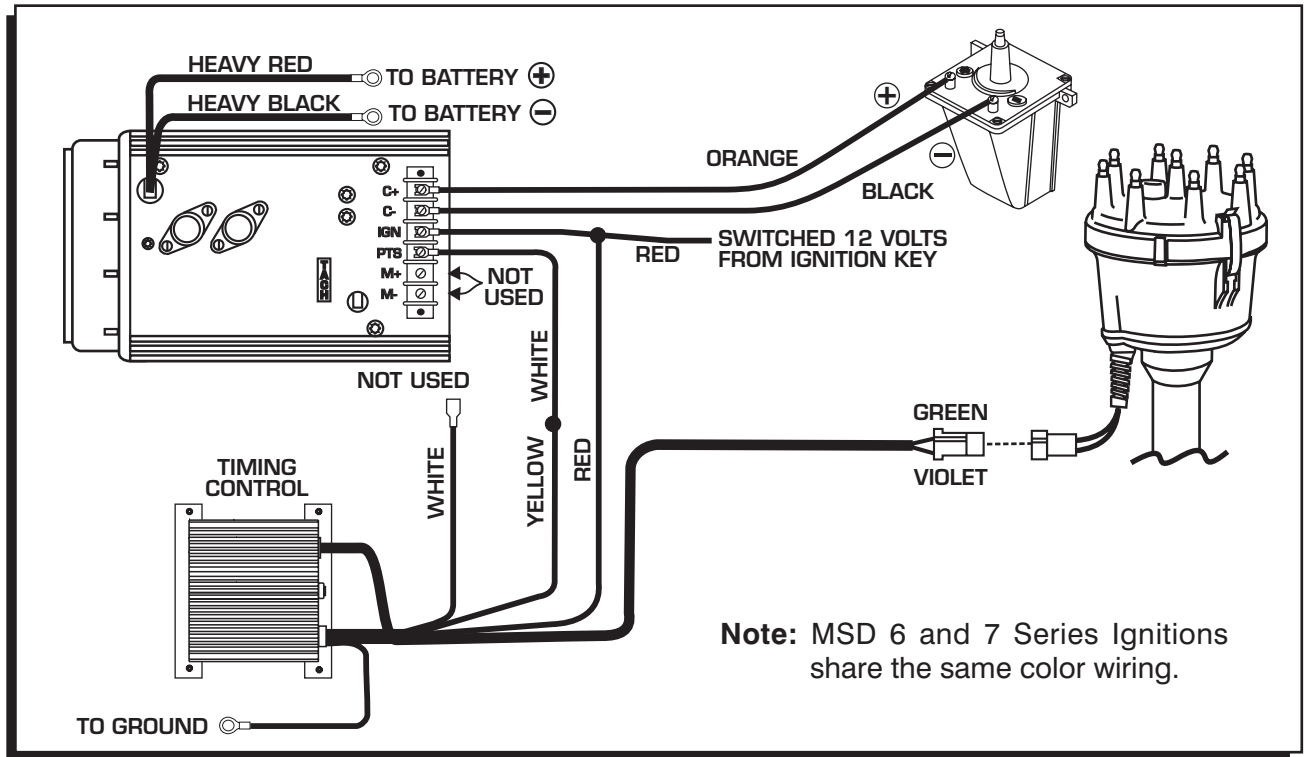 HEAVY RED
TO BATTERY +
HEAVY BLACK
TO BATTERY −
+
ORANGE
−
BLACK
C+
C-
IGN
PTS
M+
M-
TACH
RED
SWITCHED 12 VOLTS
FROM IGNITION KEY
NOT
USED
NOT USED
WHITE
WHITE
YELLOW
RED
GREEN
VIOLET
TIMING
CONTROL
TO GROUND
Note: MSD 6 and 7 Series Ignitions
share the same color wiring.